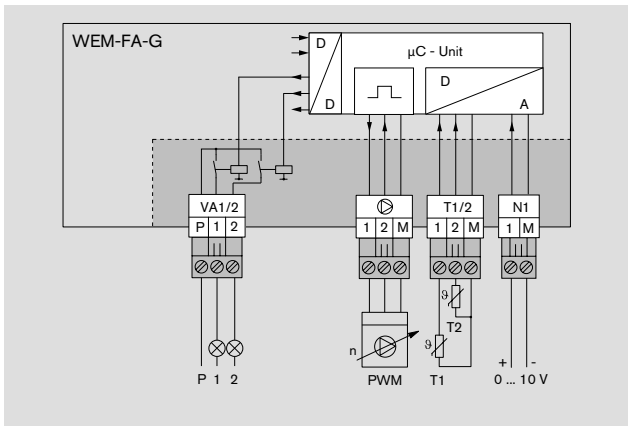 WEM-FA-G
D
D
µC - Unit
D
A
VA1/2
P 1 2
1 2 M
T1/2
1 2 M
N1
1 M
ϑ
T2
ϑ
n
+ -
P 1 2
PWM
T1
0 ... 10 V